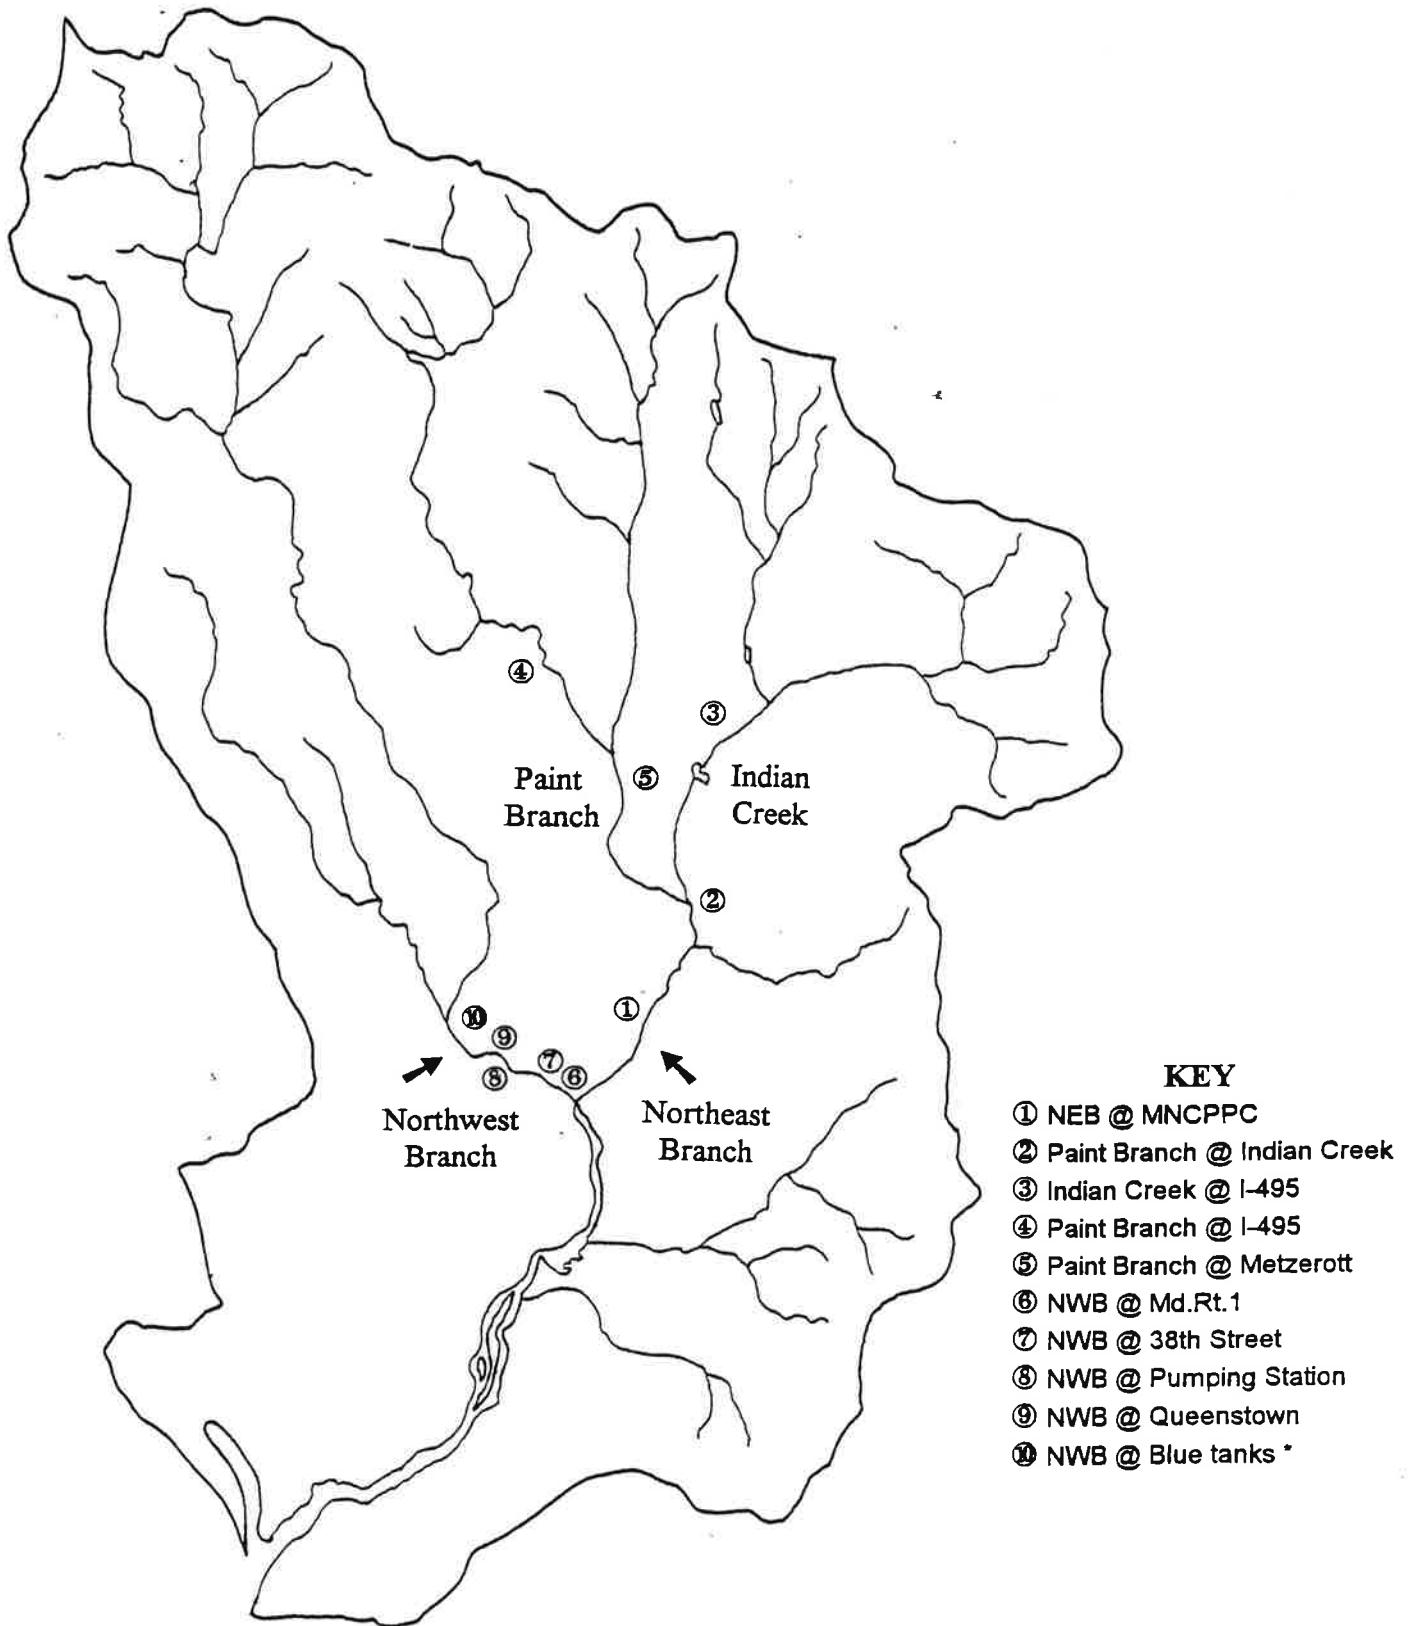 ④
③
Paint
Branch
⑤
Indian
Creek
②
①
⑩
⑨
⑦
⑧
⑥
Northwest
Branch
Northeast
Branch
KEY
① NEB @ MNCPPC
② Paint Branch @ Indian Creek
③ Indian Creek @ I-495
④ Paint Branch @ I-495
⑤ Paint Branch @ Metzerott
⑥ NWB @ Md.Rt.1
⑦ NWB @ 38th Street
⑧ NWB @ Pumping Station
⑨ NWB @ Queenstown
⑩ NWB @ Blue tanks *